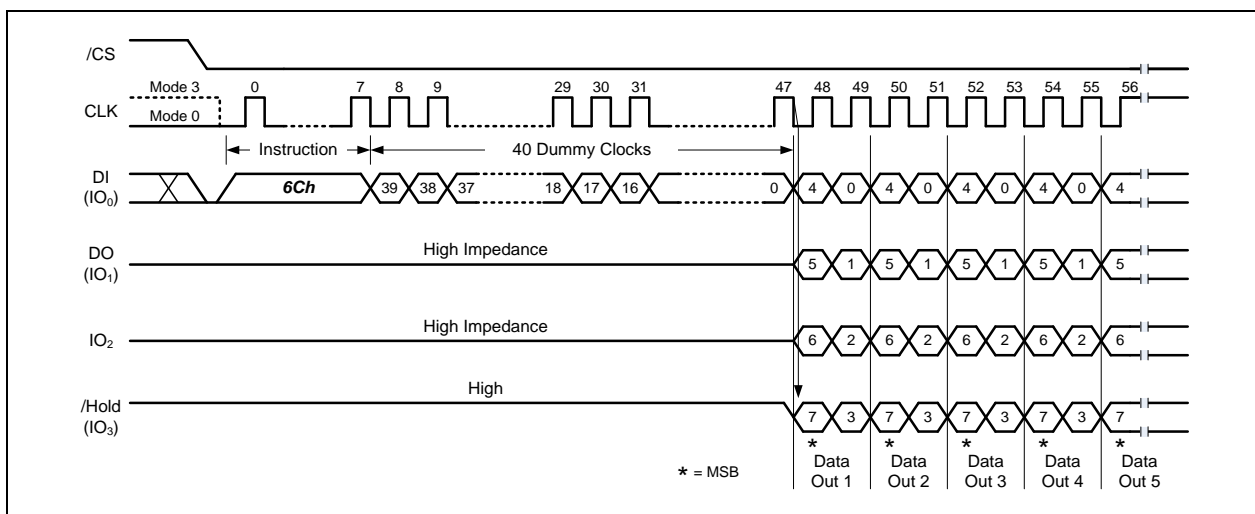 /CS
Mode 3 0 7 8 9 29 30 31 47 48 49 50 51 52 53 54 55 56
CLK
Mode 0
Instruction 40 Dummy Clocks
DI
(IO0)
6Ch 39 38 37 18 17 16 0 4 0 4 0 4 0 4 0 4
High Impedance
DO
(IO1)
5 1 5 1 5 1 5 1 5
High Impedance
IO2 6 2 6 2 6 2 6 2 6
High
/Hold
(IO3)
7 3 7 3 7 3 7 3 7
* * * * *
* = MSB
Data Data Data Data Data
Out 1 Out 2 Out 3 Out 4 Out 5